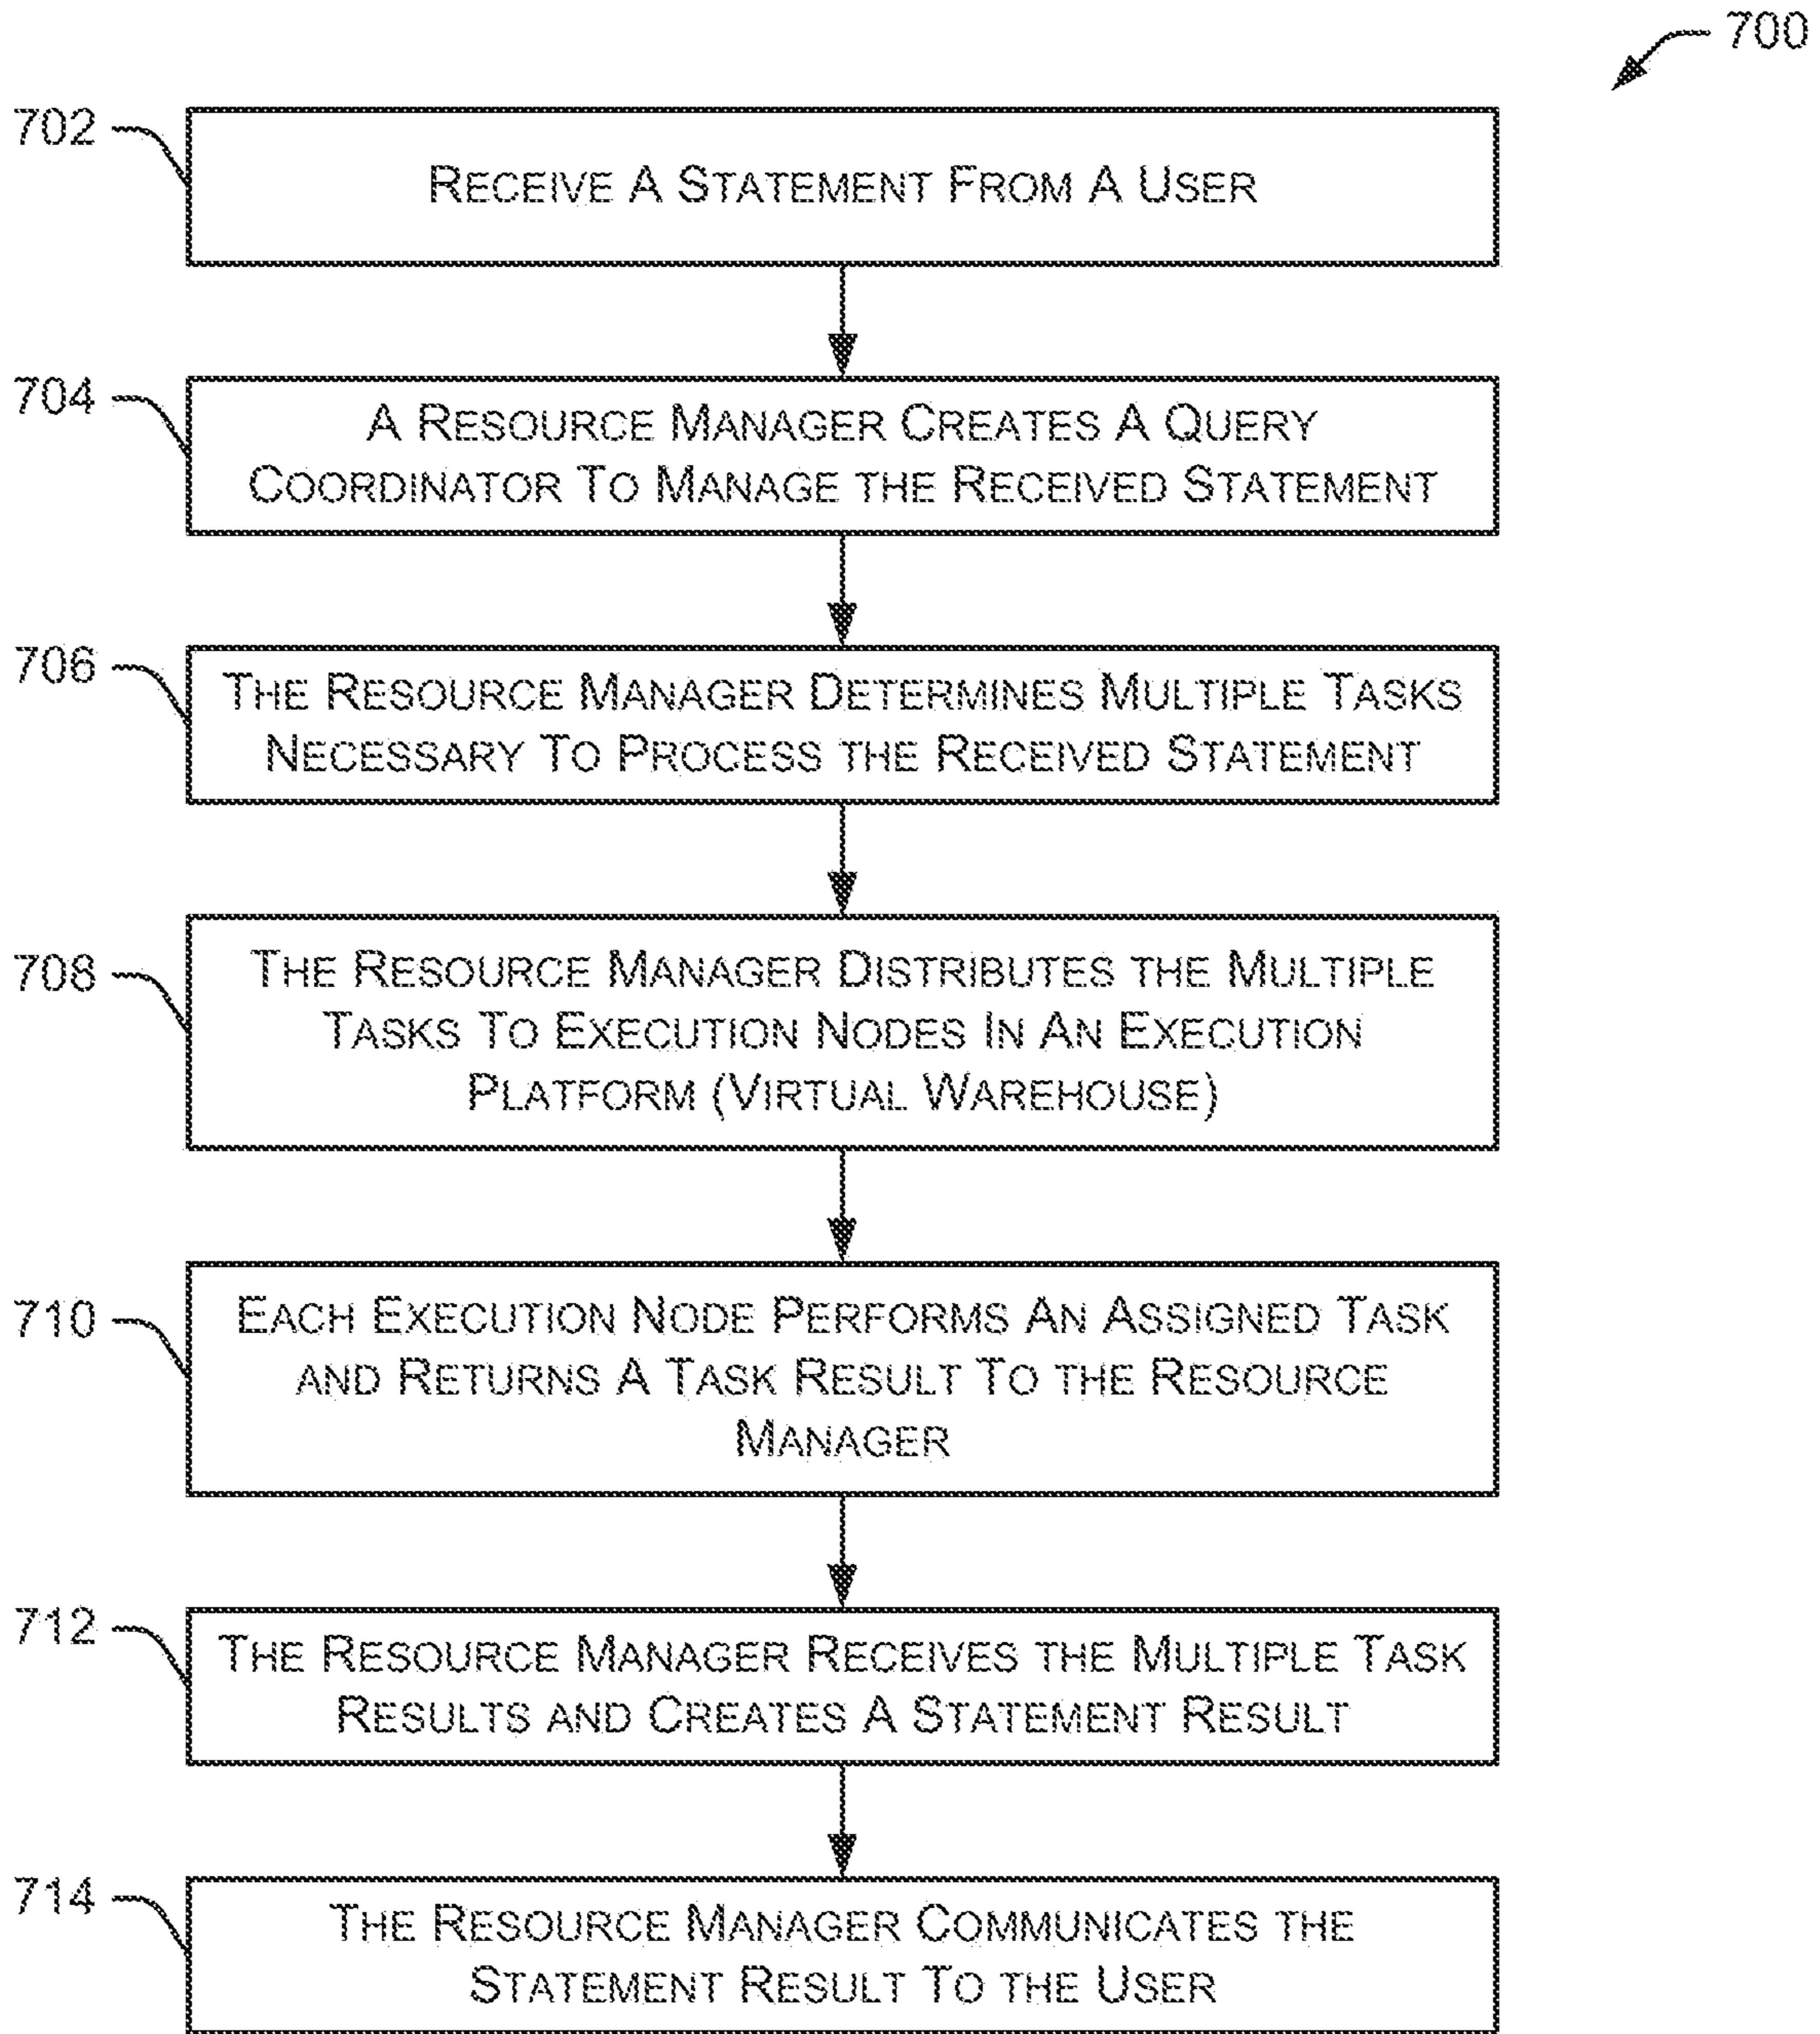 700
702
RECEIVE A STATEMENT FROM A USER
704
A RESOURCE MANAGER CREATES A QUERY
COORDINATOR TO MANAGE THE RECEIVED STATEMENT
706
THE RESOURCE MANAGER DETERMINES MULTIPLE TASKS
NECESSARY TO PROCESS THE RECEIVED STATEMENT
708
THE RESOURCE MANAGER DISTRIBUTES THE MULTIPLE
TASKS TO EXECUTION NODES IN AN EXECUTION
PLATFORM (VIRTUAL WAREHOUSE)
710
EACH EXECUTION NODE PERFORMS AN ASSIGNED TASK
AND RETURNS A TASK RESULT TO THE RESOURCE
MANAGER
712
THE RESOURCE MANAGER RECEIVES THE MULTIPLE TASK
RESULTS AND CREATES A STATEMENT RESULT
714
THE RESOURCE MANAGER COMMUNICATES THE
STATEMENT RESULT TO THE USER